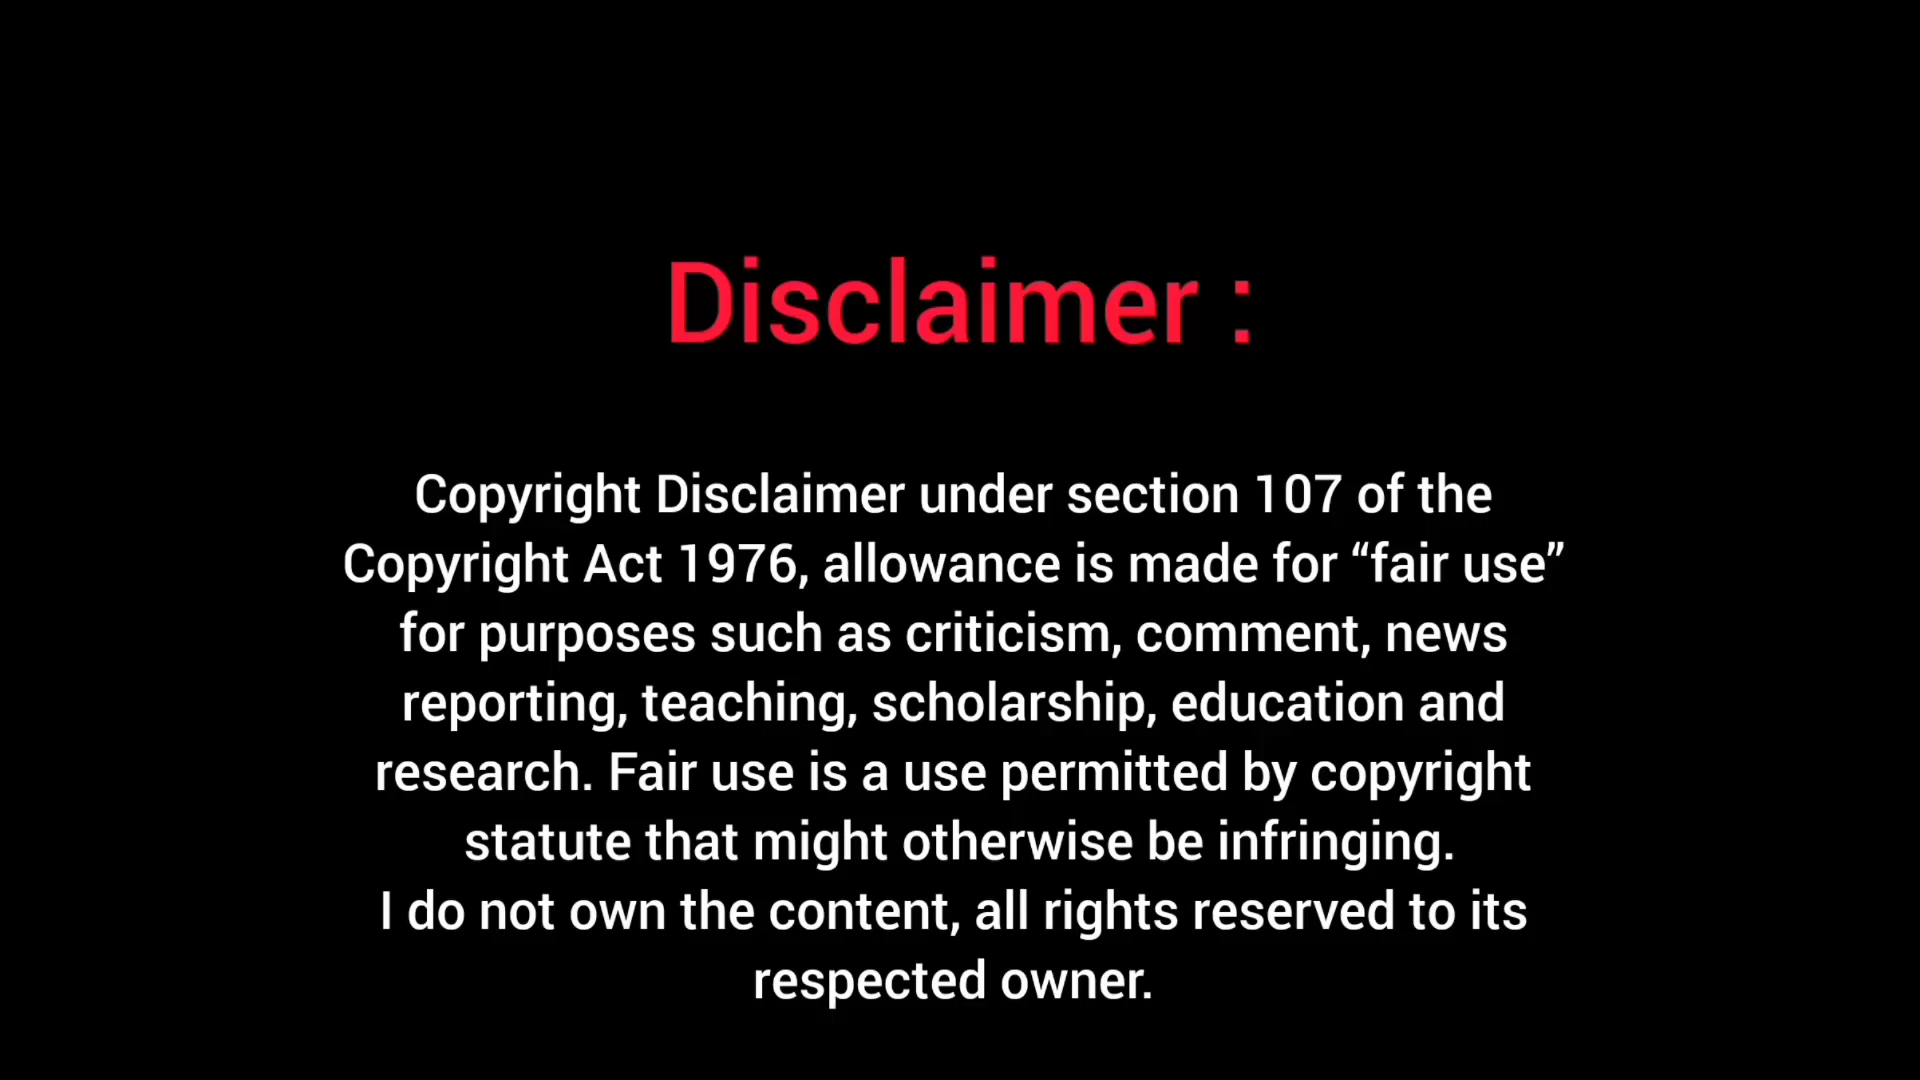 Disclaimer :
Copyright Disclaimer under section 107 of the
Copyright Act 1976, allowance is made for “fair use”
for purposes such as criticism, comment, news
reporting, teaching, scholarship, education and
research. Fair use is a use permitted by copyright
statute that might otherwise be infringing.
I do not own the content, all rights reserved to its
respected owner.